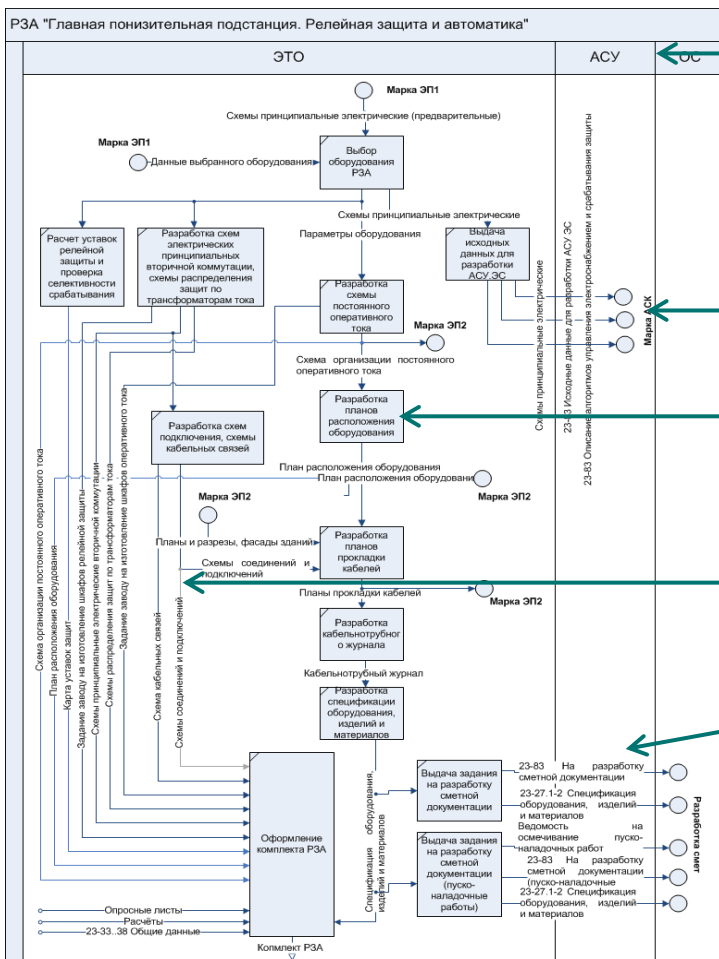 РЗА "Главная понизительная подстанция. Релейная защита и автоматика"
ЭТО
АСУ
ОС
Марка ЭП1
Схемы принципиальные электрические (предварительные)
Марка ЭП1
Данные выбранного оборудования
Выбор
оборудования
РЗА
Схемы принципиальные электрические
Параметры оборудования
Расчет уставок
релейной
защиты и
проверка
селективности
срабатывания
Разработка схем
электрических
принципиальных
вторичной коммутации,
схемы распределения
защит по
трансформаторам тока
Разработка
схемы
постоянного
оперативного
тока
Выдача
исходных
данных для
разработки
АСУ ЭС
Марка ЭП2
Марка АСК
Схемы принципиальные электрические
23-83 Исходные данные для разработки АСУ ЭС
23-83 Описание алгоритмов управления электроснабжением и срабатывания защиты
Схема организации постоянного
оперативного тока
Разработка
планов
расположения
оборудования
Разработка схем
подключения, схемы
кабельных связей
План расположения оборудования
План расположения оборудовани
Марка ЭП2
Марка ЭП2
Планы и разрезы, фасады зданий
Схемы соединений и
подключений
Разработка
планов
прокладки
кабелей
Планы прокладки кабелей
Марка ЭП2
Разработка
кабельнотрубног
о журнала
Кабельнотрубный журнал
Разработка
спецификации
оборудования,
изделий и
материалов
Схема организации постоянного оперативного тока
План расположения оборудования
Карта уставок защит
Задание заводу на изготовление шкафов релейной защиты
Схемы принципиальные электрические вторичной коммутации
Схемы распределения защит по трансформаторам тока
Задание заводу на изготовление шкафов оперативного тока
Схема кабельных связей
Схемы соединений и подключений
Спецификация оборудования,
изделий и материалов
Выдача задания
на разработку
сметной
документации
23-83 На разработку
сметной документации
23-27.1-2 Спецификация
оборудования, изделий
и материалов
Выдача задания
на разработку
сметной
документации
(пуско-
наладочные
работы)
Ведомость на
осмечивание пуско-
наладочных работ
23-83 На разработку
сметной документации
(пуско-наладочные
23-27.1-2 Спецификация
оборудования, изделий
и материалов
Разработка смет
Оформление
комплекта РЗА
Опросные листы
Расчёты
23-33..38 Общие данные
Копмлект РЗА